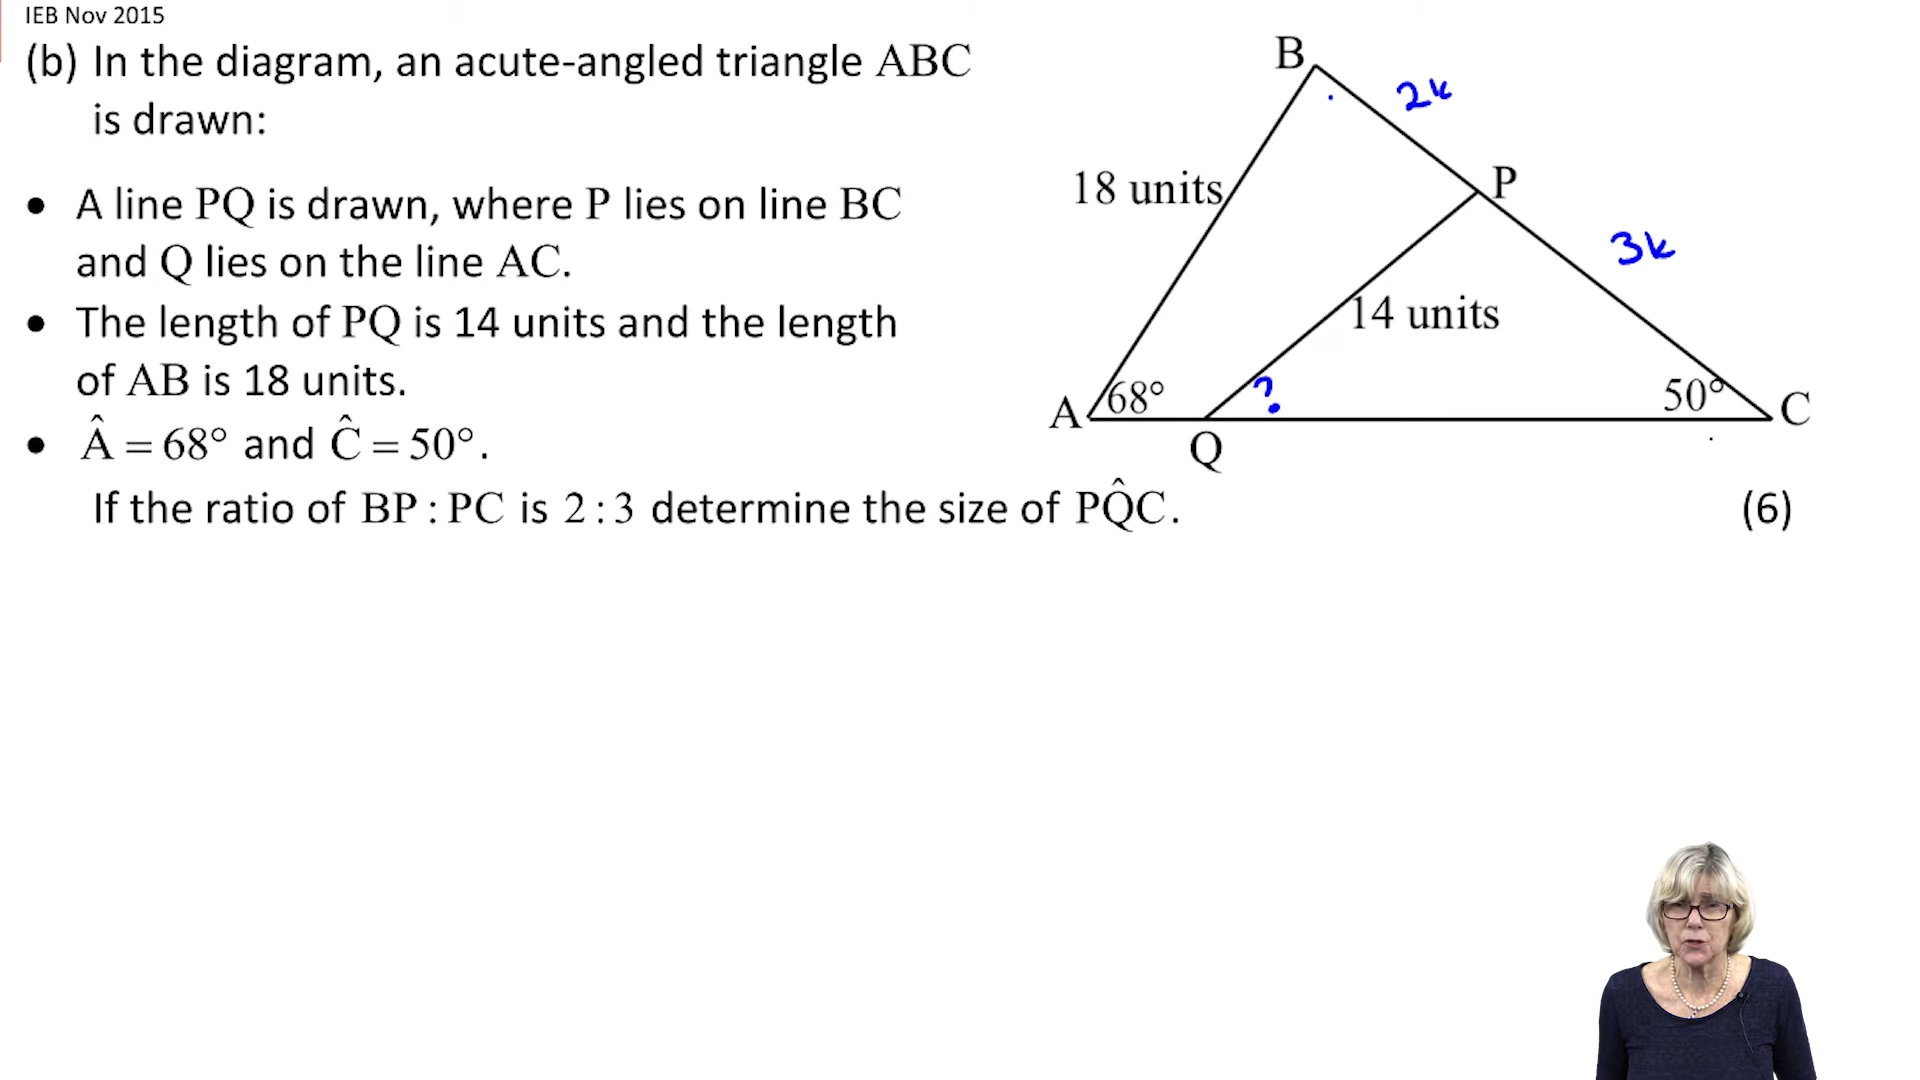 IEB Nov 2015
(b) In the diagram, an acute-angled triangle ABC
is drawn:
• A line PQ is drawn, where P lies on line BC
and Q lies on the line AC.
• The length of PQ is 14 units and the length
of AB is 18 units.
• Â = 68° and Ĉ = 50°.
If the ratio of BP : PC is 2 : 3 determine the size of PQ̂C. (6)
B
2k
18 units
P
3k
14 units
A
68°
?
50°
C
Q